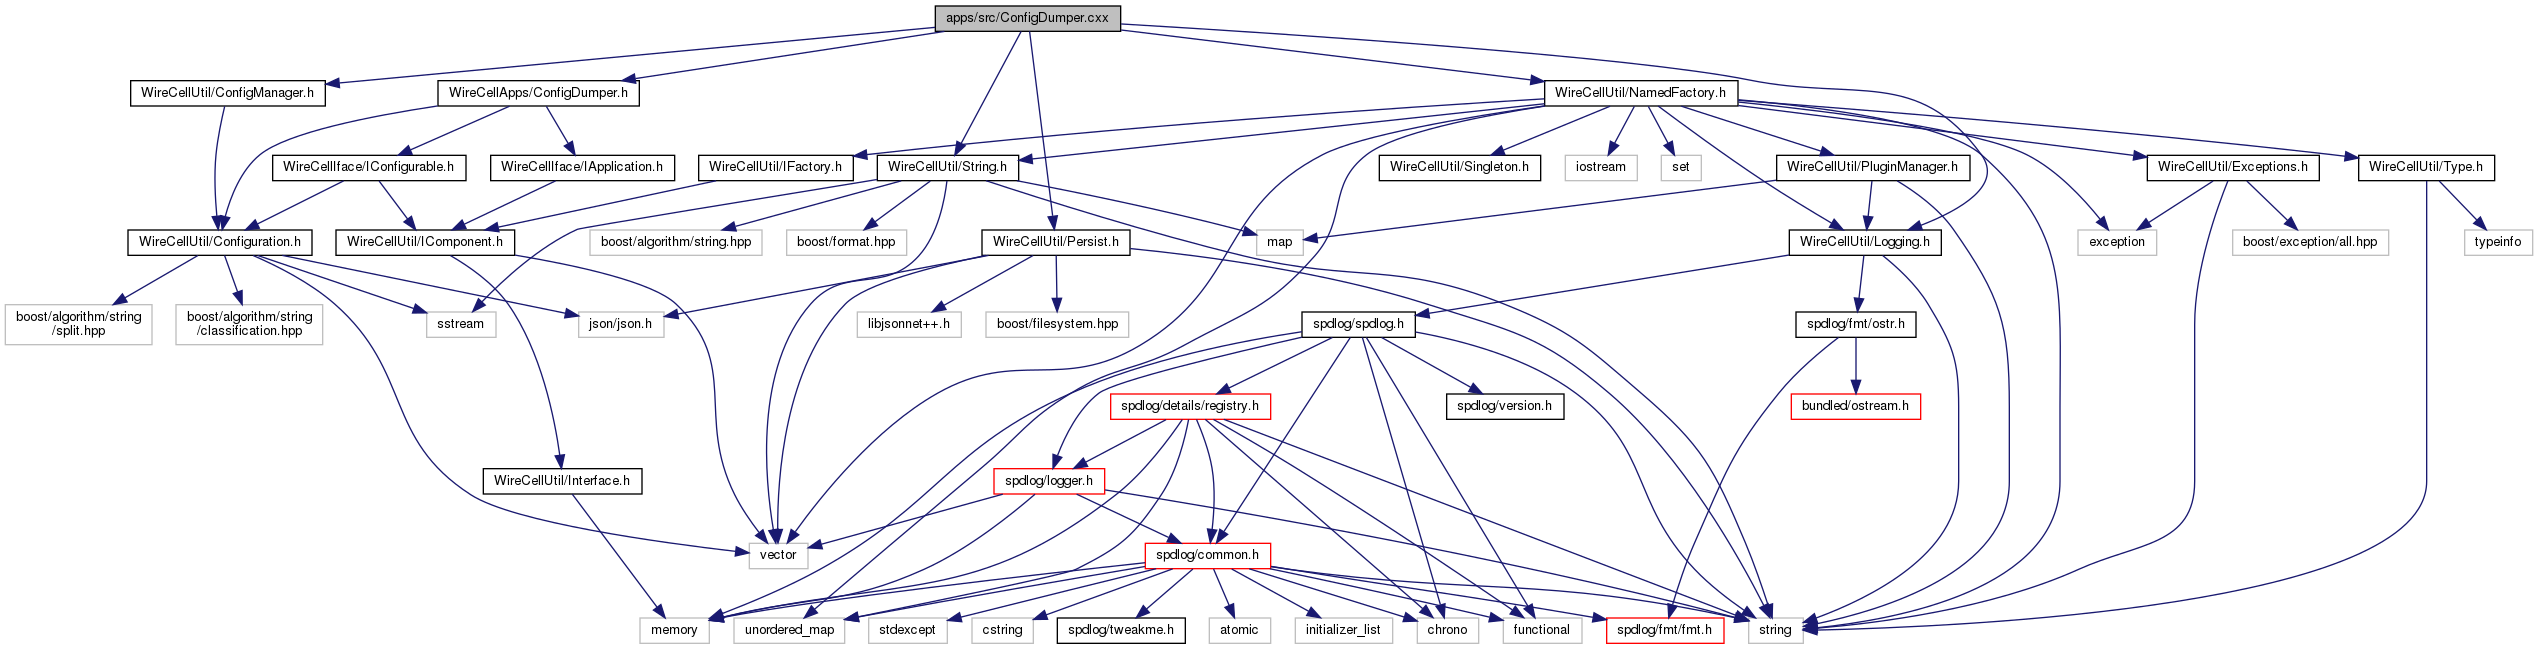 apps/src/ConfigDumper.cxx
WireCellUtil/ConfigManager.h
WireCellApps/ConfigDumper.h
WireCellUtil/NamedFactory.h
WireCellIface/IConfigurable.h
WireCellIface/IApplication.h
WireCellUtil/IFactory.h
WireCellUtil/String.h
WireCellUtil/Singleton.h
iostream
set
WireCellUtil/PluginManager.h
WireCellUtil/Exceptions.h
WireCellUtil/Type.h
WireCellUtil/Configuration.h
WireCellUtil/IComponent.h
boost/algorithm/string.hpp
boost/format.hpp
WireCellUtil/Persist.h
map
WireCellUtil/Logging.h
exception
boost/exception/all.hpp
typeinfo
boost/algorithm/string
/split.hpp
boost/algorithm/string
/classification.hpp
sstream
json/json.h
libjsonnet++.h
boost/filesystem.hpp
spdlog/spdlog.h
spdlog/fmt/ostr.h
spdlog/details/registry.h
spdlog/version.h
bundled/ostream.h
WireCellUtil/Interface.h
spdlog/logger.h
vector
spdlog/common.h
memory
unordered_map
stdexcept
cstring
spdlog/tweakme.h
atomic
initializer_list
chrono
functional
spdlog/fmt/fmt.h
string